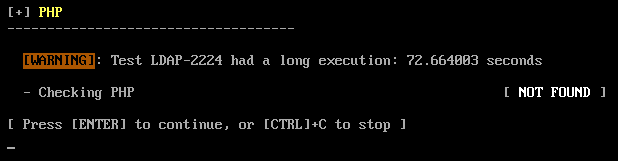 [+] PHP
------------------------------------
[WARNING]: Test LDAP-2224 had a long execution: 72.664003 seconds
- Checking PHP [ NOT FOUND ]
[ Press [ENTER] to continue, or [CTRL]+C to stop ]
_